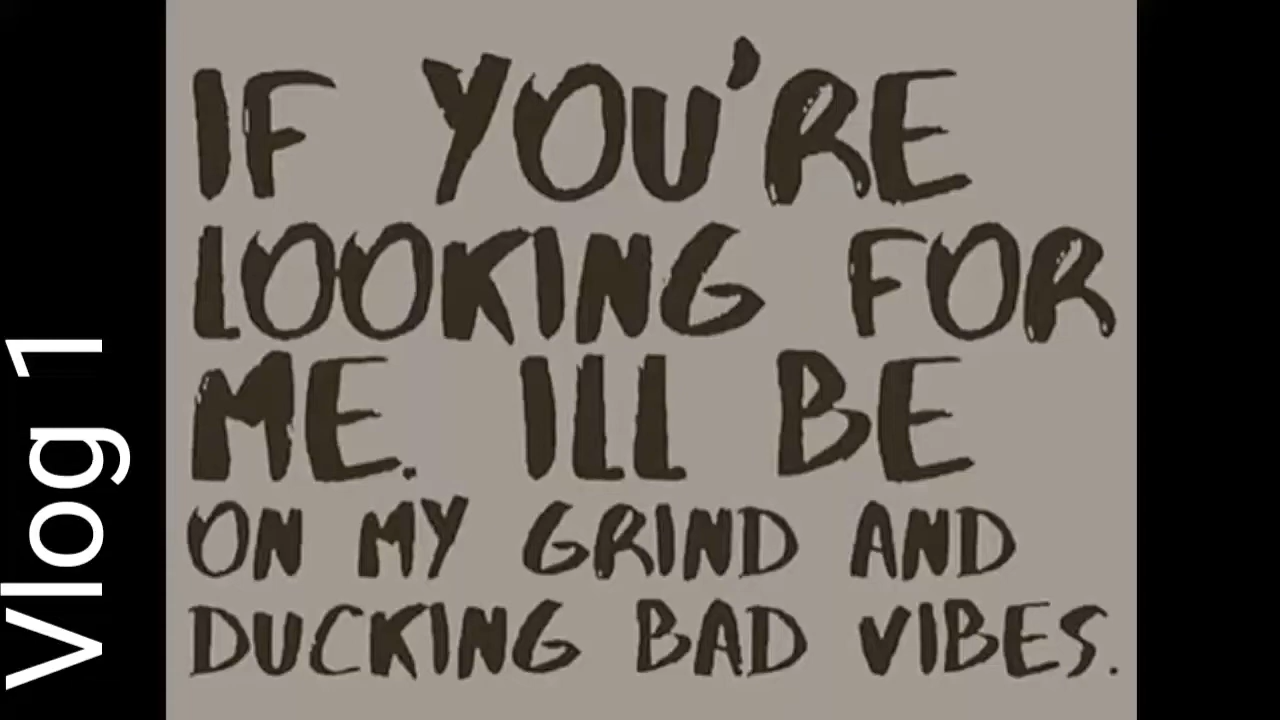 Vlog 1
IF YOU'RE
LOOKING FOR
ME. ILL BE
ON MY GRIND AND
DUCKING BAD VIBES.